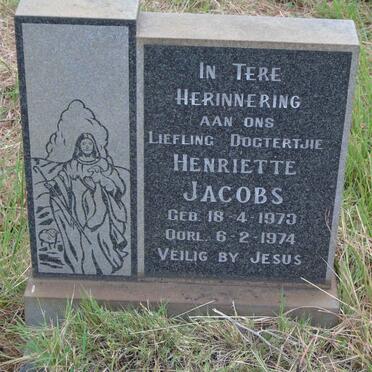 In Tere
Herinnering
aan ons
Liefling Dogtertjie
Henriette
Jacobs
Geb. 18-4-1973
Oorl. 6-2-1974
Veilig by Jesus